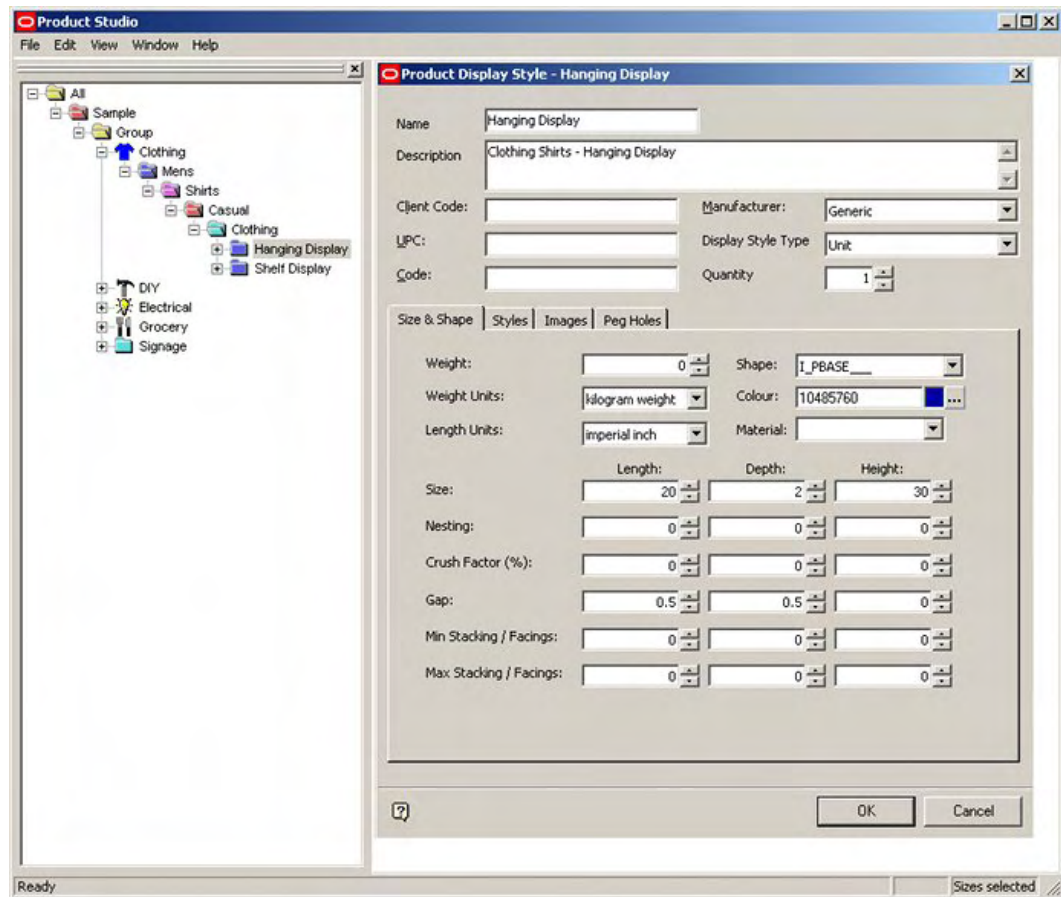 Product Studio
File Edit View Window Help
All
Sample
Group
Clothing
Mens
Shirts
Casual
Clothing
Hanging Display
Shelf Display
DIY
Electrical
Grocery
Signage
Product Display Style - Hanging Display
Name Hanging Display
Description Clothing Shirts - Hanging Display
Client Code: Manufacturer: Generic
UPC: Display Style Type Unit
Code: Quantity 1
Size & Shape Styles Images Peg Holes
Weight: 0 Shape: I_PBASE___
Weight Units: kilogram weight Colour: 10485760 ...
Length Units: imperial inch Material:
Length: Depth: Height:
Size: 20 2 30
Nesting: 0 0 0
Crush Factor (%): 0 0 0
Gap: 0.5 0.5 0
Min Stacking / Facings: 0 0 0
Max Stacking / Facings: 0 0 0
OK Cancel
Ready Sizes selected